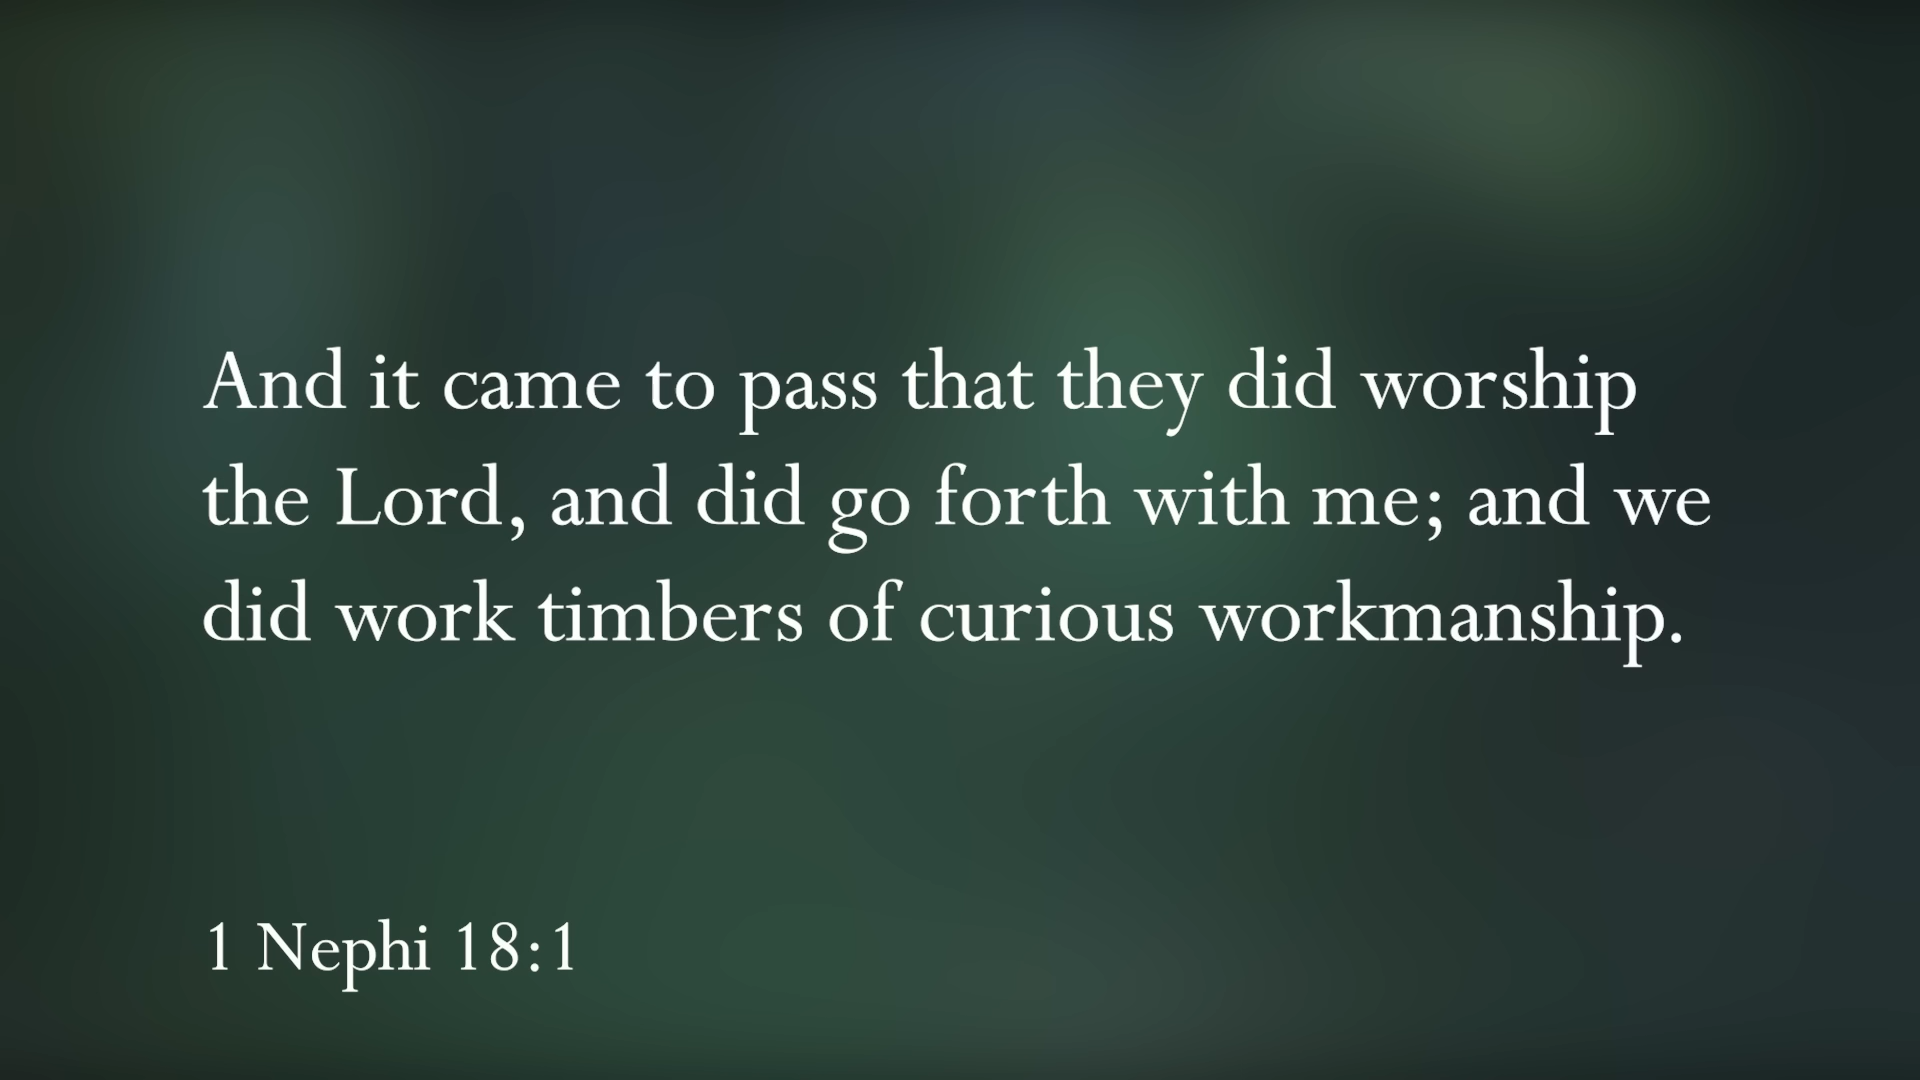 And it came to pass that they did worship
the Lord, and did go forth with me; and we
did work timbers of curious workmanship.
1 Nephi 18:1